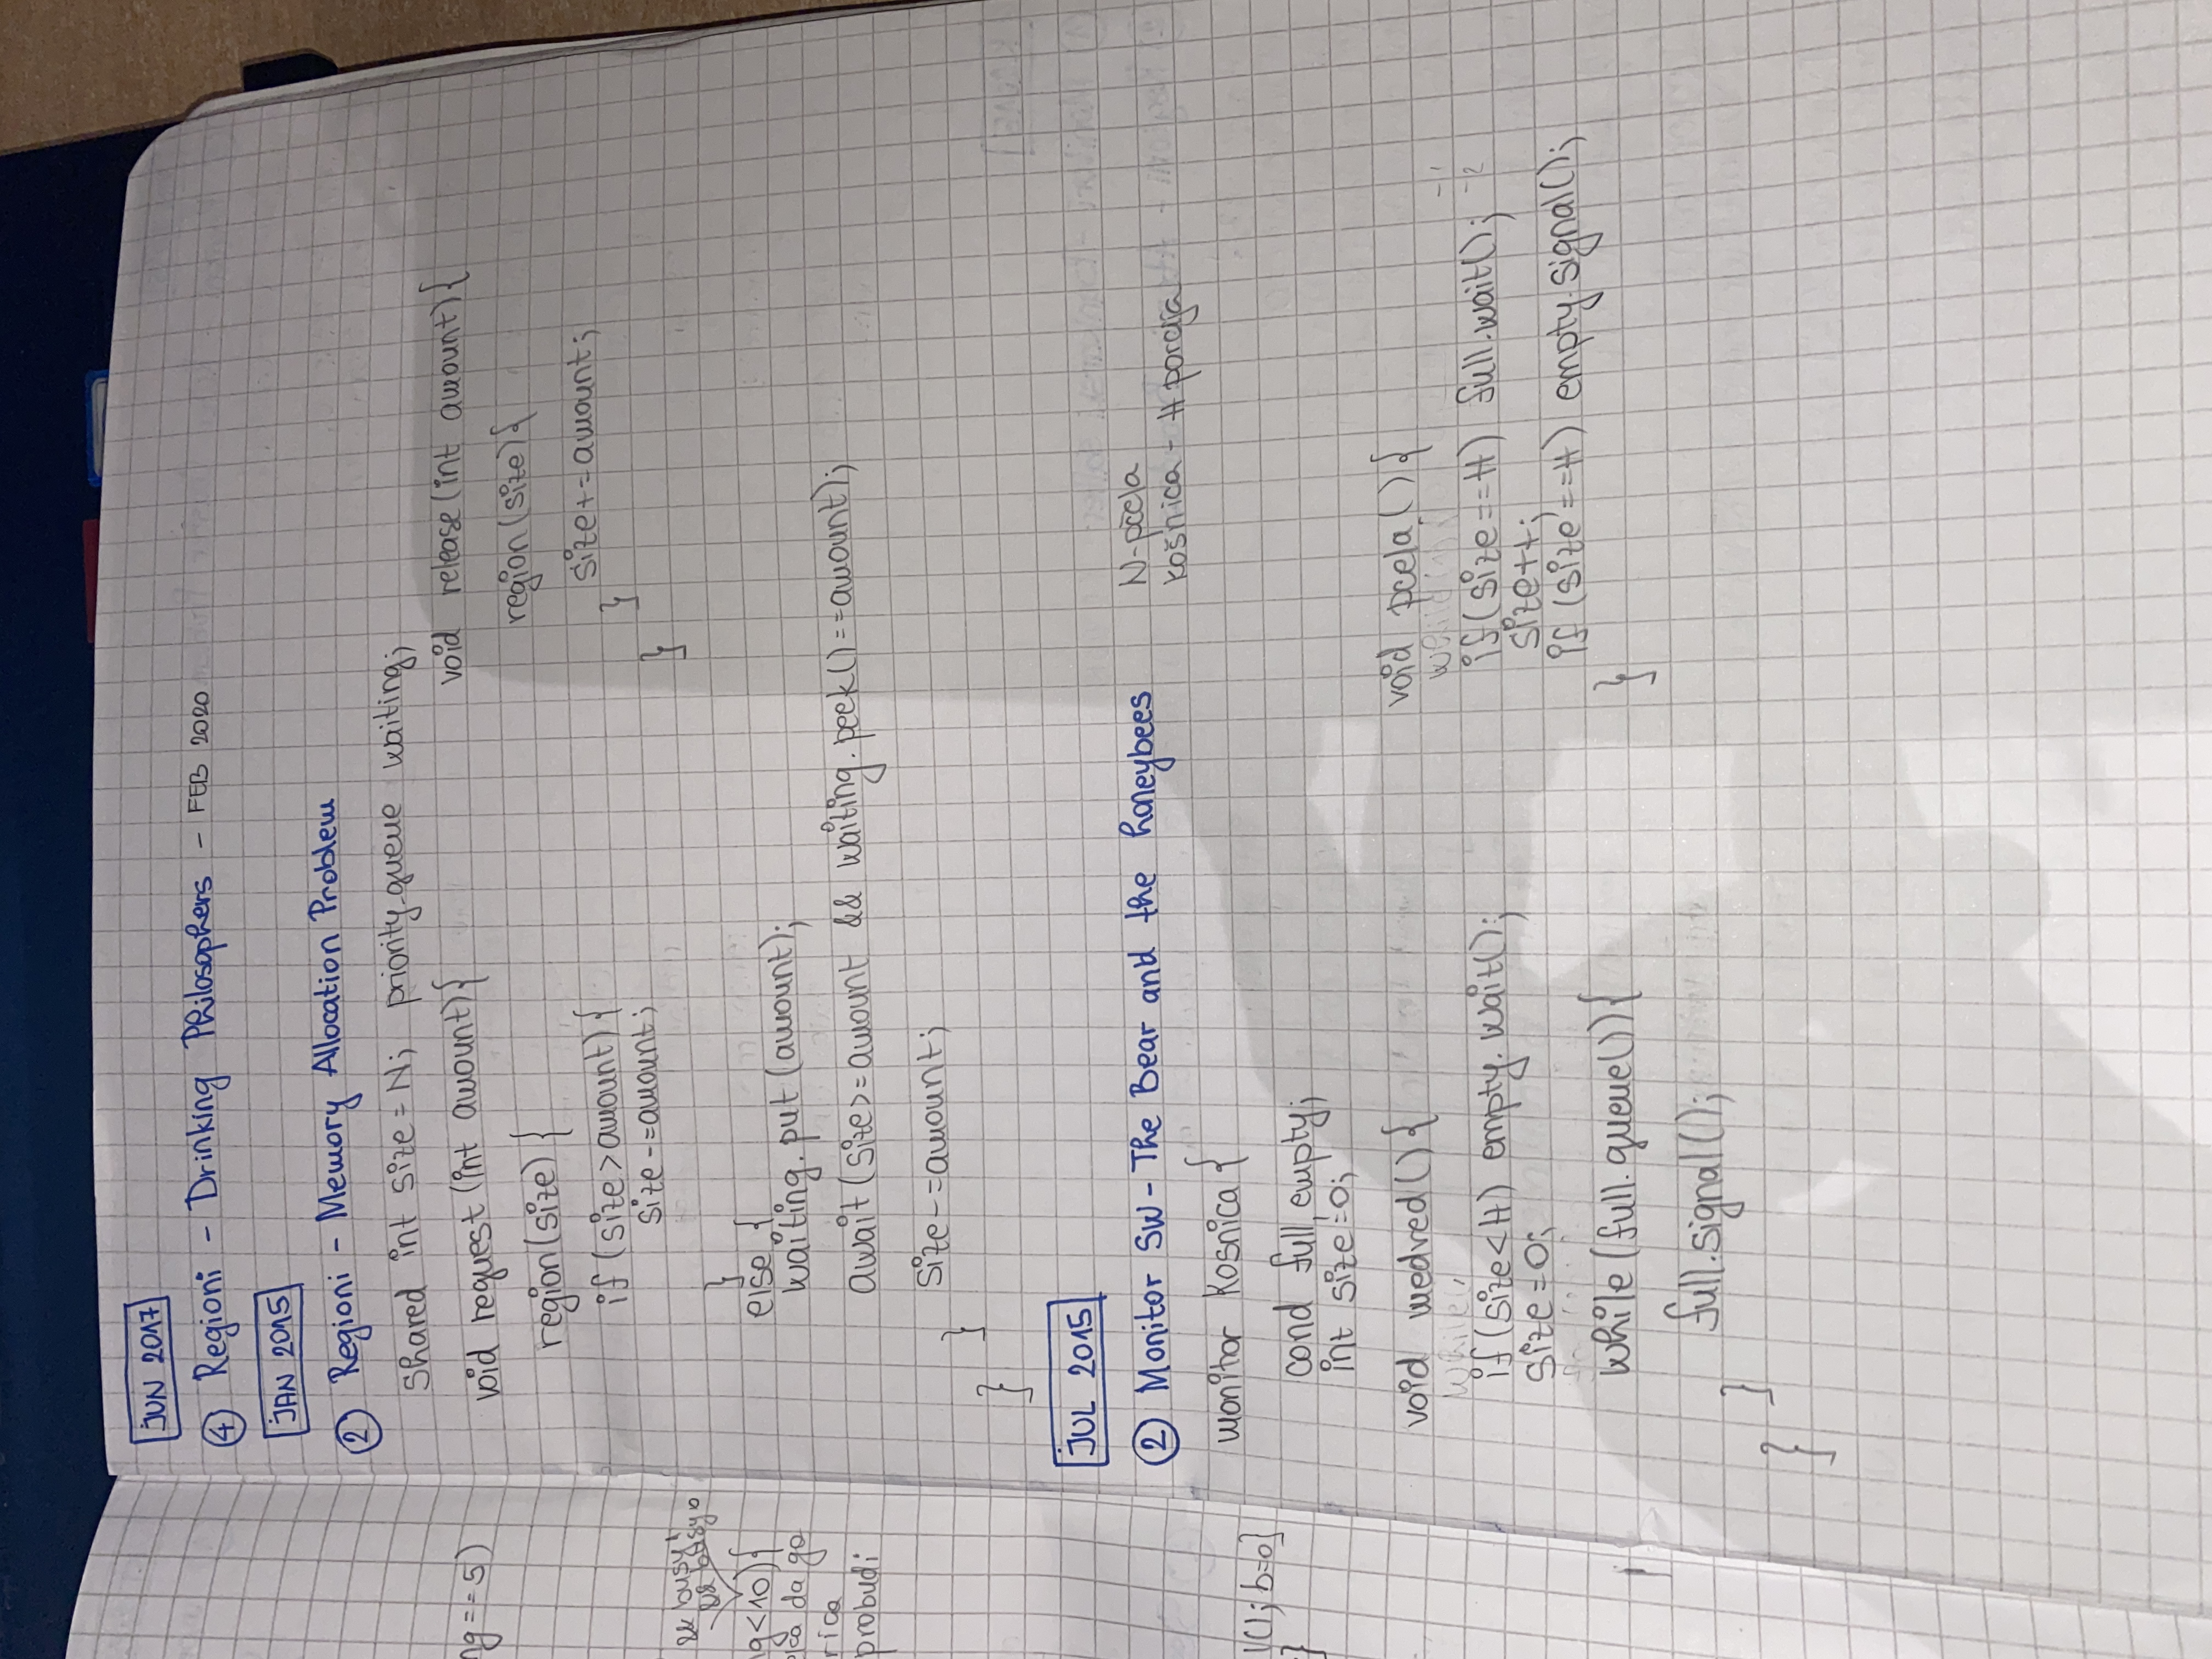 JUN 2017
④ Regioni - Drinking Philosophers - FEB 2020
JAN 2015
② Regioni - Memory Allocation Problem
Shared int size = N; priority-queue waiting;
void request (int amount){
region(size) {
if (size > amount) {
size -= amount;
}
else {
waiting.put (amount);
await (size >= amount && waiting.peek() == amount);
size -= amount;
}
}
void release (int amount) {
region (size) {
size += amount;
}
}
JUL 2015
② Monitor SW - The Bear and the honeybees
N - pcela
košnica - H porcija
monitor Kosnica {
cond full, empty;
int size = 0;
void medved () {
while (
if (size < H) empty.wait();
size = 0;
while (full.queue()) {
full.signal();
}
}
void pcela () {
if (size == H) full.wait();
size++;
if (size == H) empty.signal();
}
ng == 5)
busy
busy
g < 10) {
da go
probudi
; b=0]
}